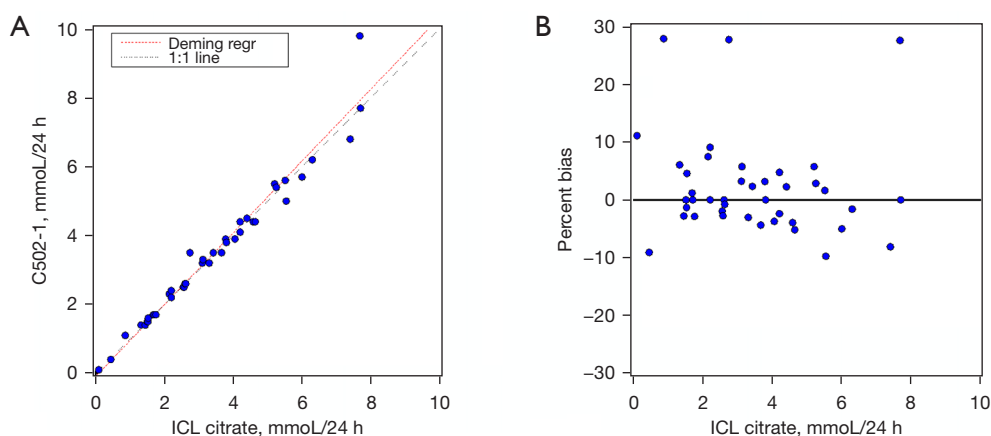 A
Deming regr
1:1 line
10
8
6
4
2
0
C502-1, mmoL/24 h
0 2 4 6 8 10
ICL citrate, mmoL/24 h
B
30
20
10
0
−10
−20
−30
Percent bias
0 2 4 6 8 10
ICL citrate, mmoL/24 h